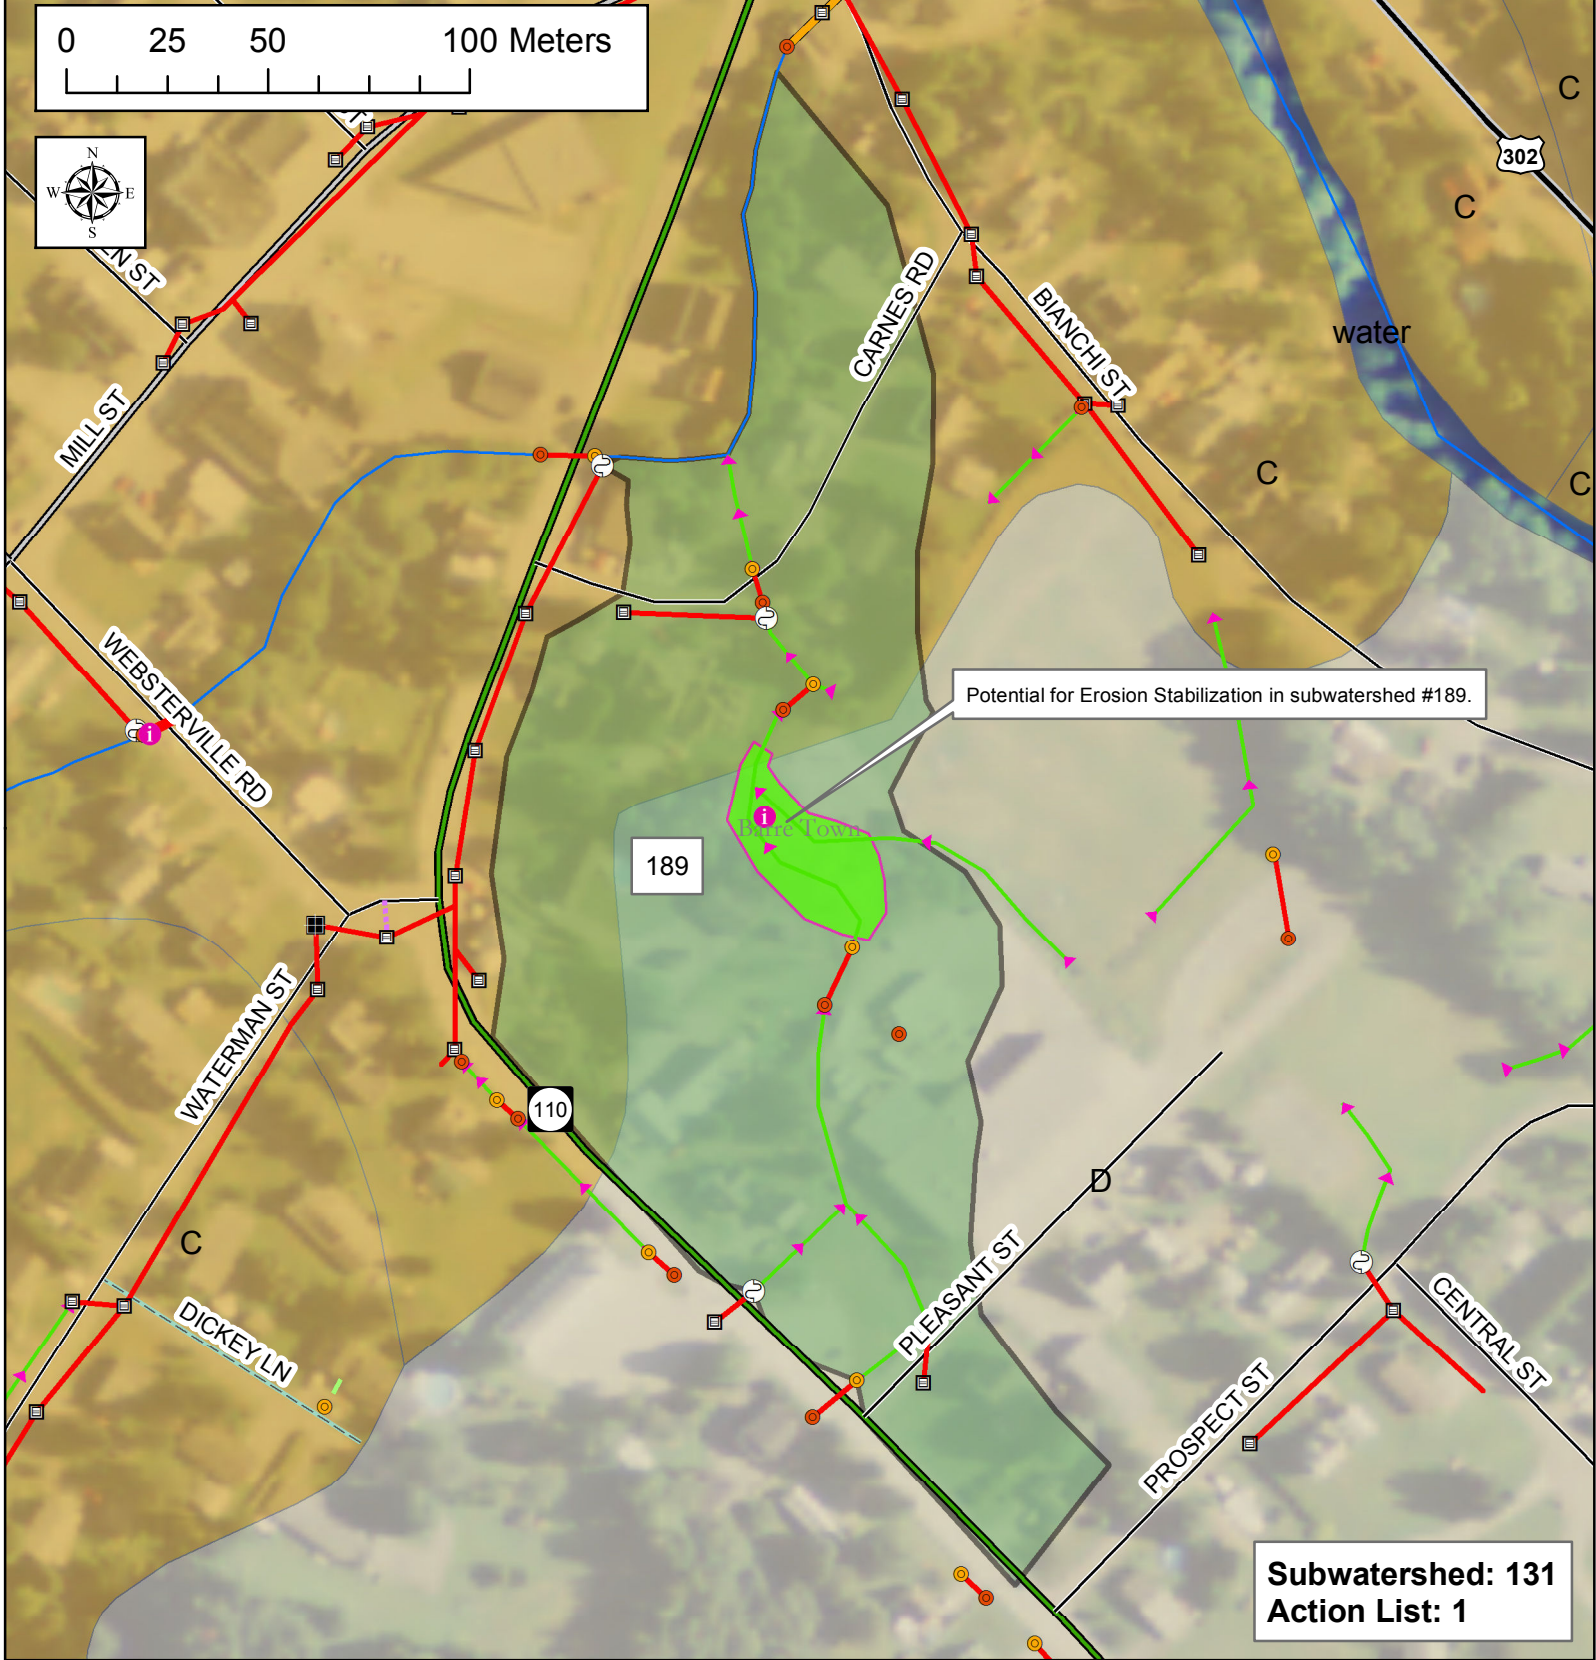 0 25 50 100 Meters
ST
N
W E
S
EN ST
302
C
C
CARNES RD
BIANCHI ST
water
MILL ST
C
C
WEBSTERVILLE RD
Potential for Erosion Stabilization in subwatershed #189.
i
i
Barre Town
189
WATERMAN ST
110
D
C
PLEASANT ST
DICKEY LN
CENTRAL ST
PROSPECT ST
Subwatershed: 131
Action List: 1